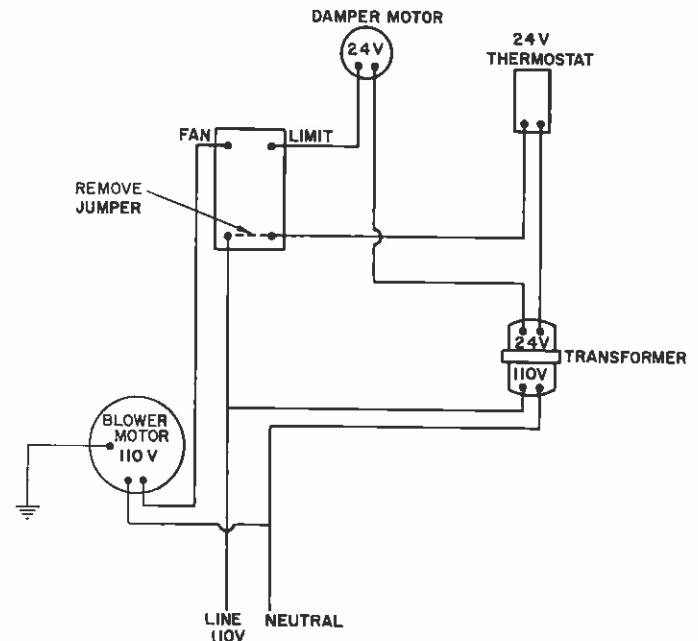 DAMPER MOTOR
24V
24V
THERMOSTAT
FAN
LIMIT
REMOVE
JUMPER
24V
TRANSFORMER
110V
BLOWER
MOTOR
110 V
LINE
110V
NEUTRAL